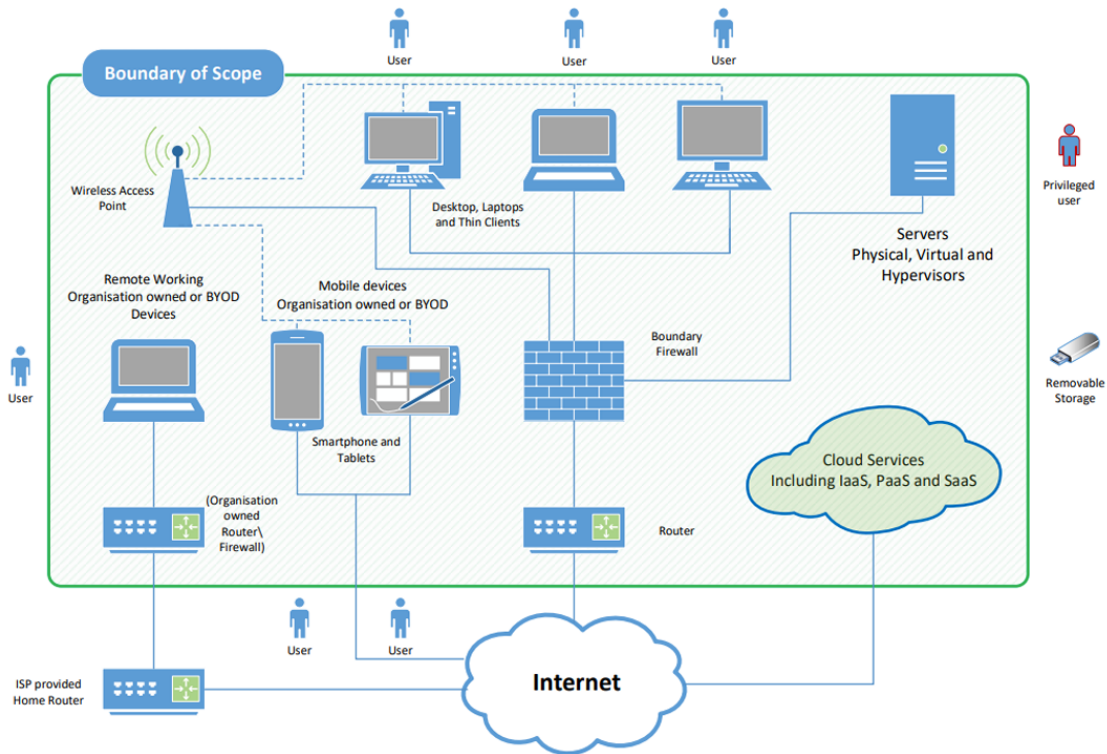 User
User
User
Boundary of Scope
Wireless Access
Point
Desktop, Laptops
and Thin Clients
Privileged
user
Servers
Physical, Virtual and
Hypervisors
Remote Working
Organisation owned or BYOD
Devices
Mobile devices
Organisation owned or BYOD
Boundary
Firewall
User
Removable
Storage
Smartphone and
Tablets
Cloud Services
Including IaaS, PaaS and SaaS
(Organisation
owned
Router\
Firewall)
Router
User
User
ISP provided
Home Router
Internet